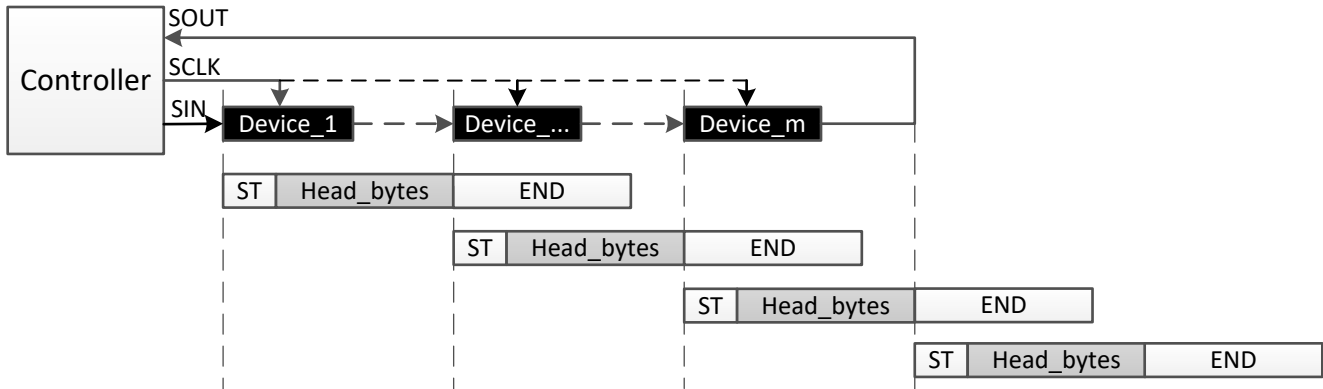 SOUT
Controller
SCLK
SIN
Device_1 Device_... Device_m
ST Head_bytes END
ST Head_bytes END
ST Head_bytes END
ST Head_bytes END